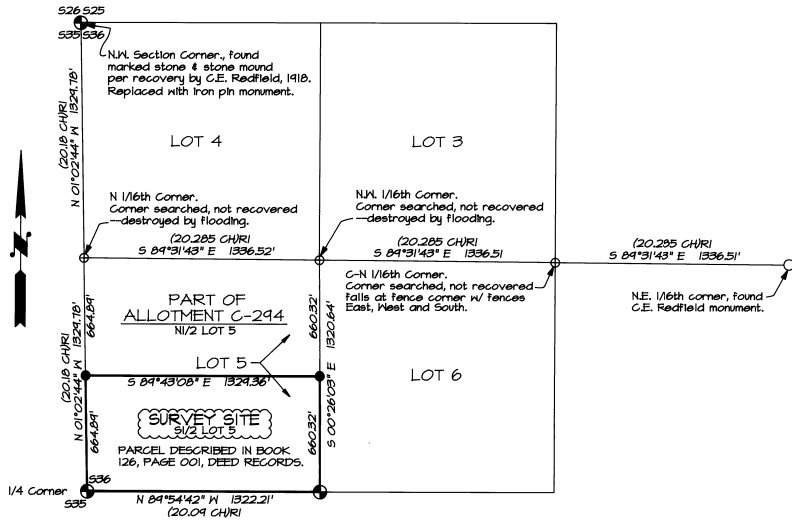 S26 S25
S35 S36
N.W. Section Corner., found
marked stone & stone mound
per recovery by C.E. Redfield, 1918.
Replaced with iron pin monument.
(20.18 CH)R1
N 01°02'44" W 1329.78'
LOT 4
LOT 3
N 1/16th Corner.
Corner searched, not recovered
---destroyed by flooding.
N.W. 1/16th Corner.
Corner searched, not recovered
---destroyed by flooding.
N
(20.285 CH)R1
S 89°31'43" E 1336.52'
(20.285 CH)R1
S 89°31'43" E 1336.51
(20.285 CH)R1
S 89°31'43" E 1336.51'
C-N 1/16th Corner.
Corner searched, not recovered
falls at fence corner w/ fences
East, West and South.
N.E. 1/16th corner, found
C.E. Redfield monument.
PART OF
ALLOTMENT C-294
N1/2 LOT 5
664.89'
660.32'
(20.18 CH)R1
N 01°02'44" W 1329.78'
S 00°26'03" E 1320.64'
LOT 5
S 89°43'08" E 1329.36'
LOT 6
SURVEY SITE
S1/2 LOT 5
PARCEL DESCRIBED IN BOOK
126, PAGE 001, DEED RECORDS.
664.89'
660.32'
S36
1/4 Corner
S35
N 89°54'42" W 1322.21'
(20.09 CH)R1